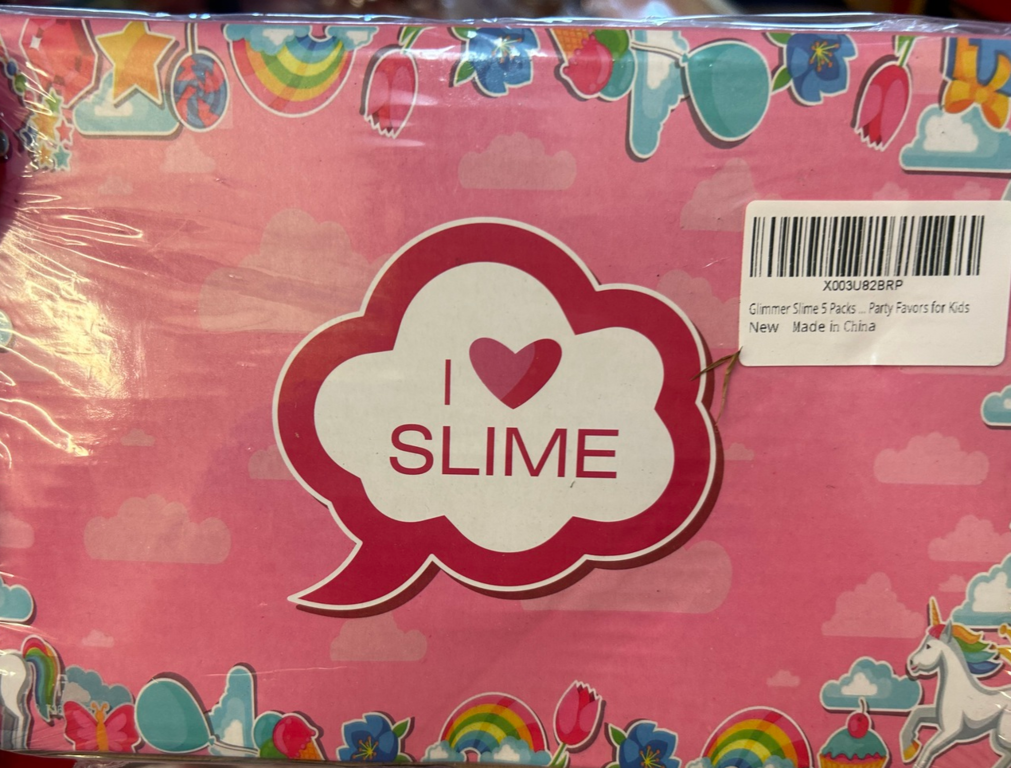 X003U82BRP
Glimmer Slime 5 Packs ... Party Favors for Kids
New Made in China
I ♥
SLIME